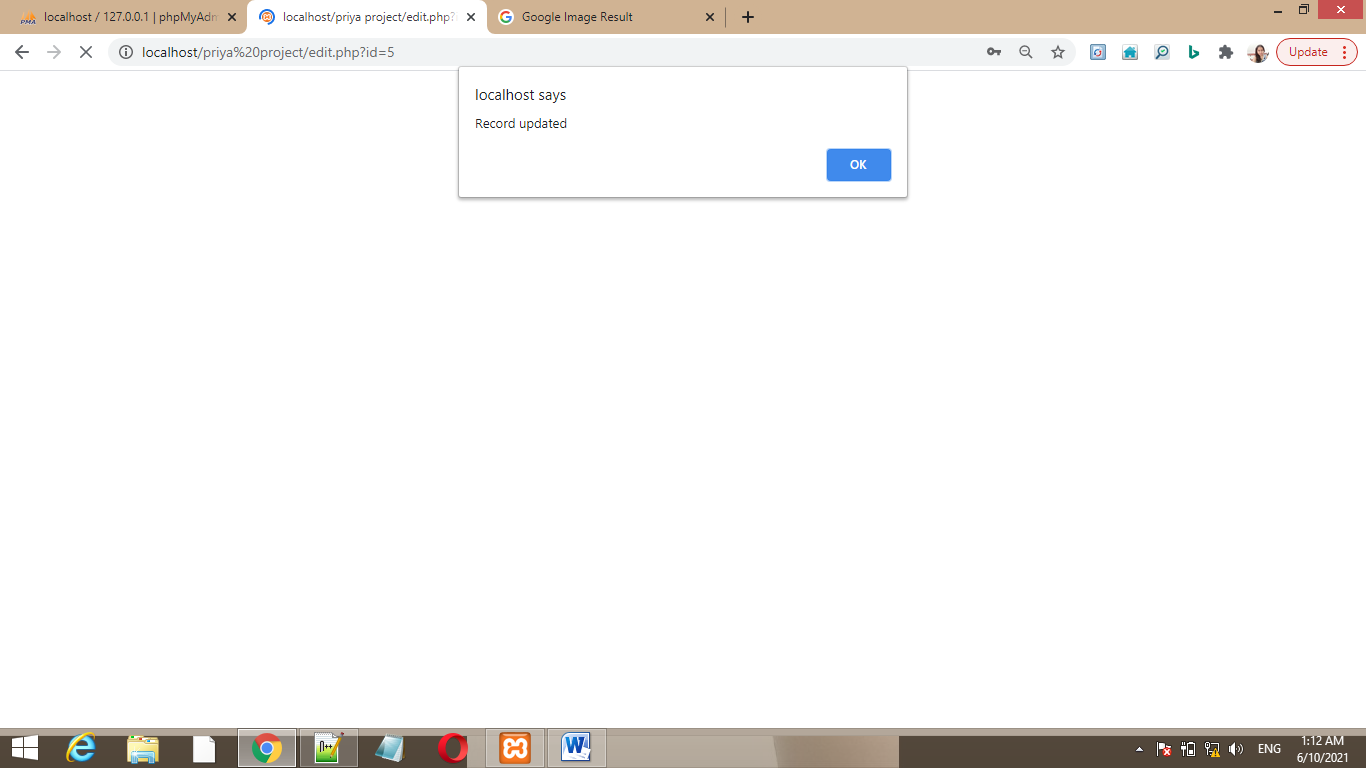 localhost / 127.0.0.1 | phpMyAdm
localhost/priya project/edit.php?
Google Image Result
localhost/priya%20project/edit.php?id=5
Update
localhost says
Record updated
OK
ENG
1:12 AM
6/10/2021